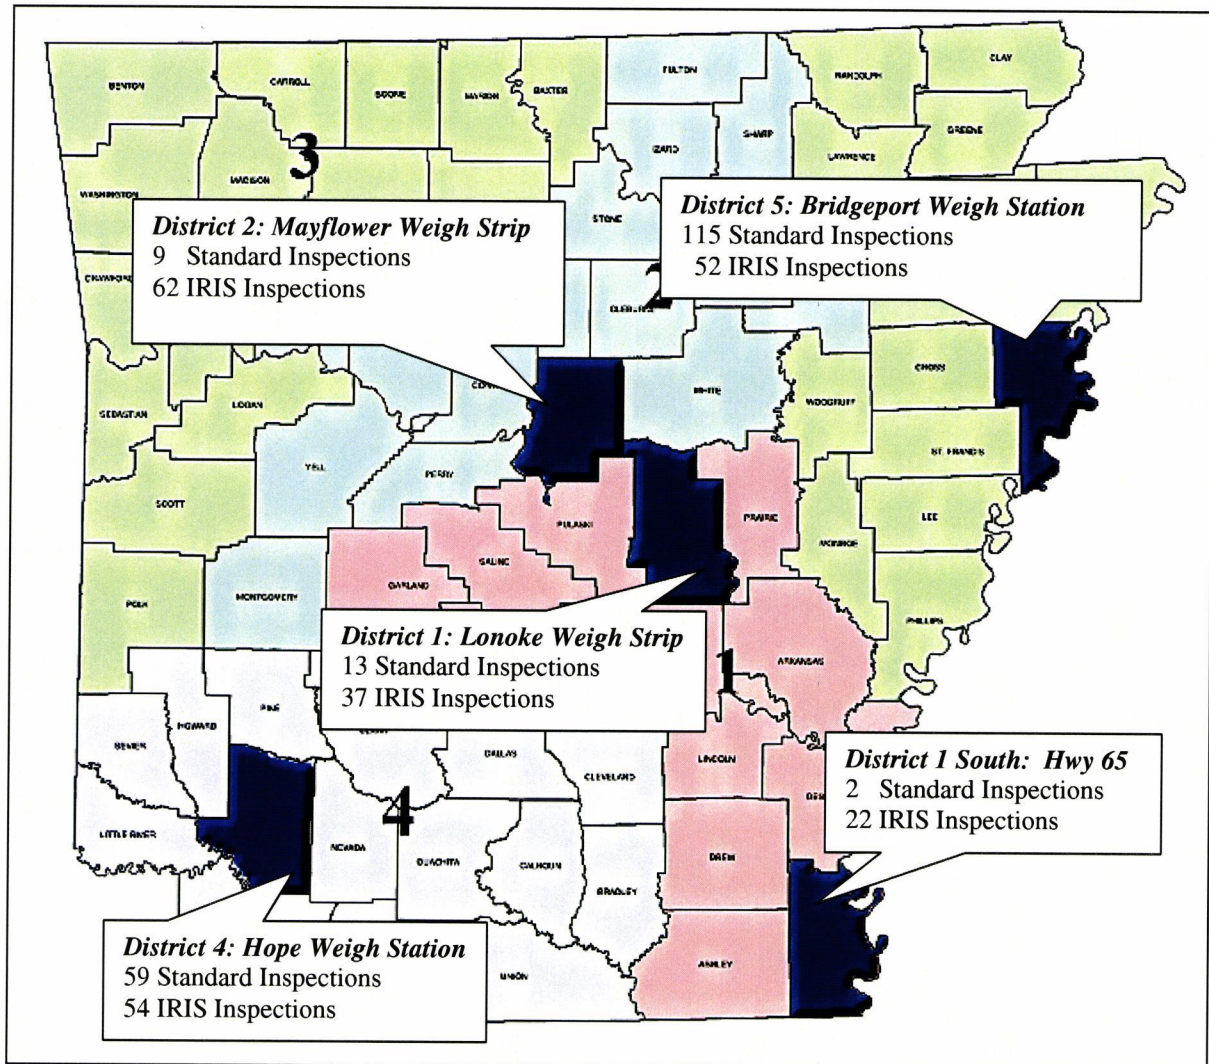 BENTON
CARROLL
BOONE
MARION
BAXTER
FULTON
RANDOLPH
CLAY
IZARD
SHARP
GREENE
LAWRENCE
3
WASHINGTON
MADISON
STONE
District 2: Mayflower Weigh Strip
9 Standard Inspections
62 IRIS Inspections
District 5: Bridgeport Weigh Station
115 Standard Inspections
52 IRIS Inspections
CRAWFORD
2
CLEBURNE
SEBASTIAN
LOGAN
WHITE
WOODRUFF
CROSS
ST. FRANCIS
YELL
PERRY
SCOTT
PULASKI
PRAIRIE
LEE
MONROE
SALINE
GARLAND
POLK
MONTGOMERY
PHILLIPS
District 1: Lonoke Weigh Strip
13 Standard Inspections
37 IRIS Inspections
1
ARKANSAS
PIKE
HOWARD
SEVIER
DALLAS
CLEVELAND
LINCOLN
District 1 South: Hwy 65
2 Standard Inspections
22 IRIS Inspections
LITTLE RIVER
4
NEVADA
OUACHITA
CALHOUN
BRADLEY
DREW
District 4: Hope Weigh Station
59 Standard Inspections
54 IRIS Inspections
UNION
ASHLEY